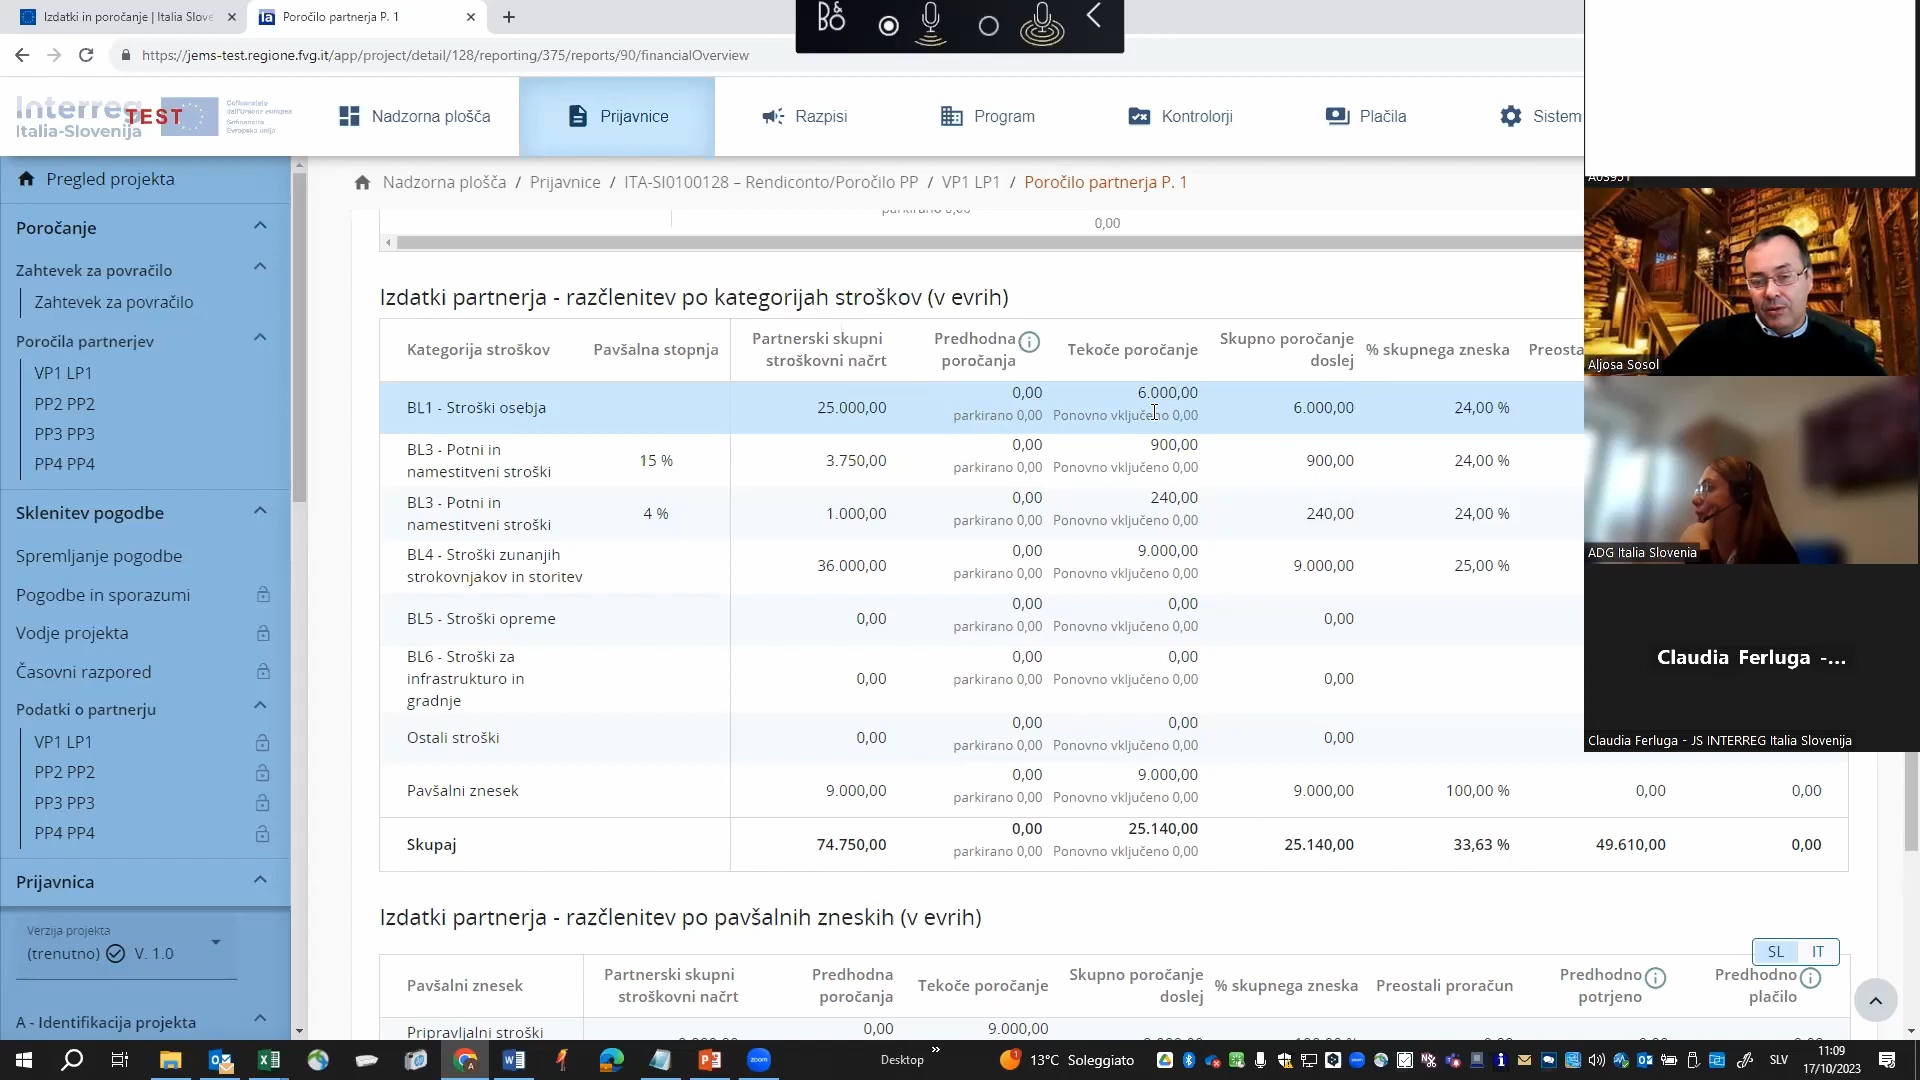 Izdatki in poročanje | Italia Slove
Poročilo partnerja P. 1
https://jems-test.regione.fvg.it/app/project/detail/128/reporting/375/reports/90/financialOverview
Interreg
TEST
Italia-Slovenija
Nadzorna plošča
Prijavnice
Razpisi
Program
Kontrolorji
Plačila
Sistem
Pregled projekta
Poročanje
Zahtevek za povračilo
Zahtevek za povračilo
Poročila partnerjev
VP1 LP1
PP2 PP2
PP3 PP3
PP4 PP4
Sklenitev pogodbe
Spremljanje pogodbe
Pogodbe in sporazumi
Vodje projekta
Časovni razpored
Podatki o partnerju
VP1 LP1
PP2 PP2
PP3 PP3
PP4 PP4
Prijavnica
Verzija projekta
(trenutno) V. 1.0
A - Identifikacija projekta
Nadzorna plošča / Prijavnice / ITA-SI0100128 – Rendiconto/Poročilo PP / VP1 LP1 / Poročilo partnerja P. 1
parkirano 0,00
0,00
Izdatki partnerja - razčlenitev po kategorijah stroškov (v evrih)
Kategorija stroškov Pavšalna stopnja Partnerski skupni stroškovni načrt Predhodna poročanja Tekoče poročanje Skupno poročanje doslej % skupnega zneska Preosta
BL1 - Stroški osebja 25.000,00 0,00 parkirano 0,00 6.000,00 Ponovno vključeno 0,00 6.000,00 24,00 %
BL3 - Potni in namestitveni stroški 15 % 3.750,00 0,00 parkirano 0,00 900,00 Ponovno vključeno 0,00 900,00 24,00 %
BL3 - Potni in namestitveni stroški 4 % 1.000,00 0,00 parkirano 0,00 240,00 Ponovno vključeno 0,00 240,00 24,00 %
BL4 - Stroški zunanjih strokovnjakov in storitev 36.000,00 0,00 parkirano 0,00 9.000,00 Ponovno vključeno 0,00 9.000,00 25,00 %
BL5 - Stroški opreme 0,00 0,00 parkirano 0,00 0,00 Ponovno vključeno 0,00 0,00
BL6 - Stroški za infrastrukturo in gradnje 0,00 0,00 parkirano 0,00 0,00 Ponovno vključeno 0,00 0,00
Ostali stroški 0,00 0,00 parkirano 0,00 0,00 Ponovno vključeno 0,00 0,00
Pavšalni znesek 9.000,00 0,00 parkirano 0,00 9.000,00 Ponovno vključeno 0,00 9.000,00 100,00 % 0,00 0,00
Skupaj 74.750,00 0,00 parkirano 0,00 25.140,00 Ponovno vključeno 0,00 25.140,00 33,63 % 49.610,00 0,00
Izdatki partnerja - razčlenitev po pavšalnih zneskih (v evrih)
SL IT
Pavšalni znesek Partnerski skupni stroškovni načrt Predhodna poročanja Tekoče poročanje Skupno poročanje doslej % skupnega zneska Preostali proračun Predhodno potrjeno Predhodno plačilo
Pripravljalni stroški 0,00 9.000,00
Aljosa Sosol
ADG Italia Slovenia
Claudia Ferluga -...
Claudia Ferluga - JS INTERREG Italia Slovenija
Desktop
13°C Soleggiato
SLV
11:09
17/10/2023